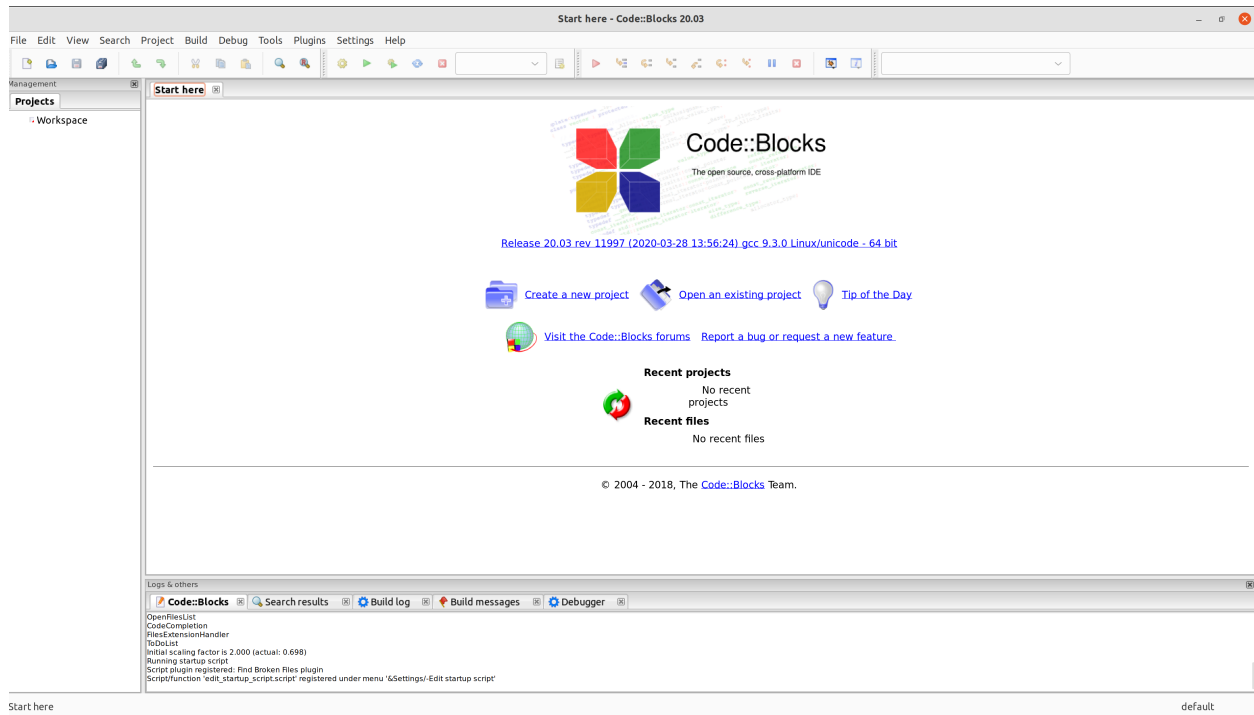 Start here - Code::Blocks 20.03
File Edit View Search Project Build Debug Tools Plugins Settings Help
Management
Projects
Workspace
Start here
Code::Blocks
The open source, cross-platform IDE
Release 20.03 rev 11997 (2020-03-28 13:56:24) gcc 9.3.0 Linux/unicode - 64 bit
Create a new project Open an existing project Tip of the Day
Visit the Code::Blocks forums Report a bug or request a new feature
Recent projects
No recent
projects
Recent files
No recent files
© 2004 - 2018, The Code::Blocks Team.
Logs & others
Code::Blocks Search results Build log Build messages Debugger
OpenFilesList
CodeCompletion
FilesExtensionHandler
ToDoList
Initial scaling factor is 2.000 (actual: 0.698)
Running startup script
Script plugin registered: Find Broken Files plugin
Script/function 'edit_startup_script.script' registered under menu '&Settings/-Edit startup script'
Start here default